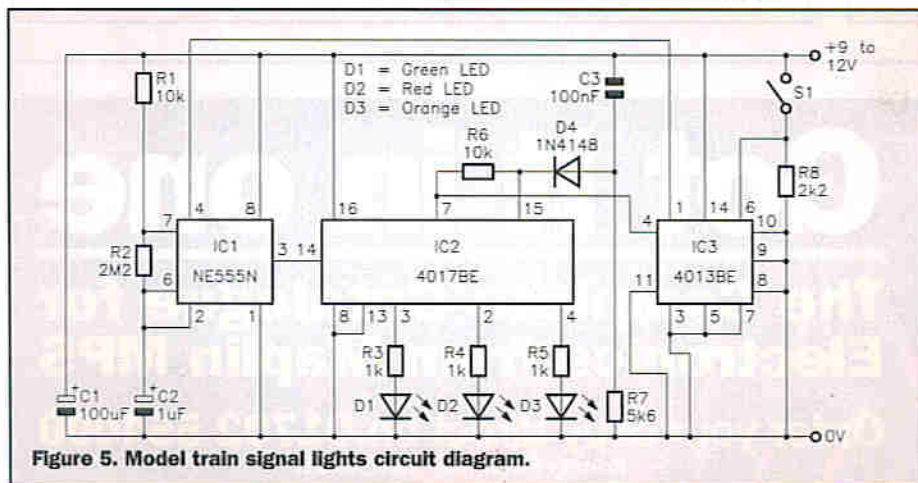 +9 to
12V
R1
10k
D1 = Green LED
D2 = Red LED
D3 = Orange LED
C3
100nF
S1
R6
10k
D4
1N4148
R8
2k2
4
8
16
7
15
1
14
6
7
4
10
R2
2M2
IC1
NE555N
3
14
IC2
4017BE
IC3
4013BE
9
6
11
8
2
1
8
13
3
2
4
3
5
7
R3
1k
R4
1k
R5
1k
+
C1
100uF
+
C2
1uF
D1
D2
D3
R7
5k6
0V
Figure 5. Model train signal lights circuit diagram.